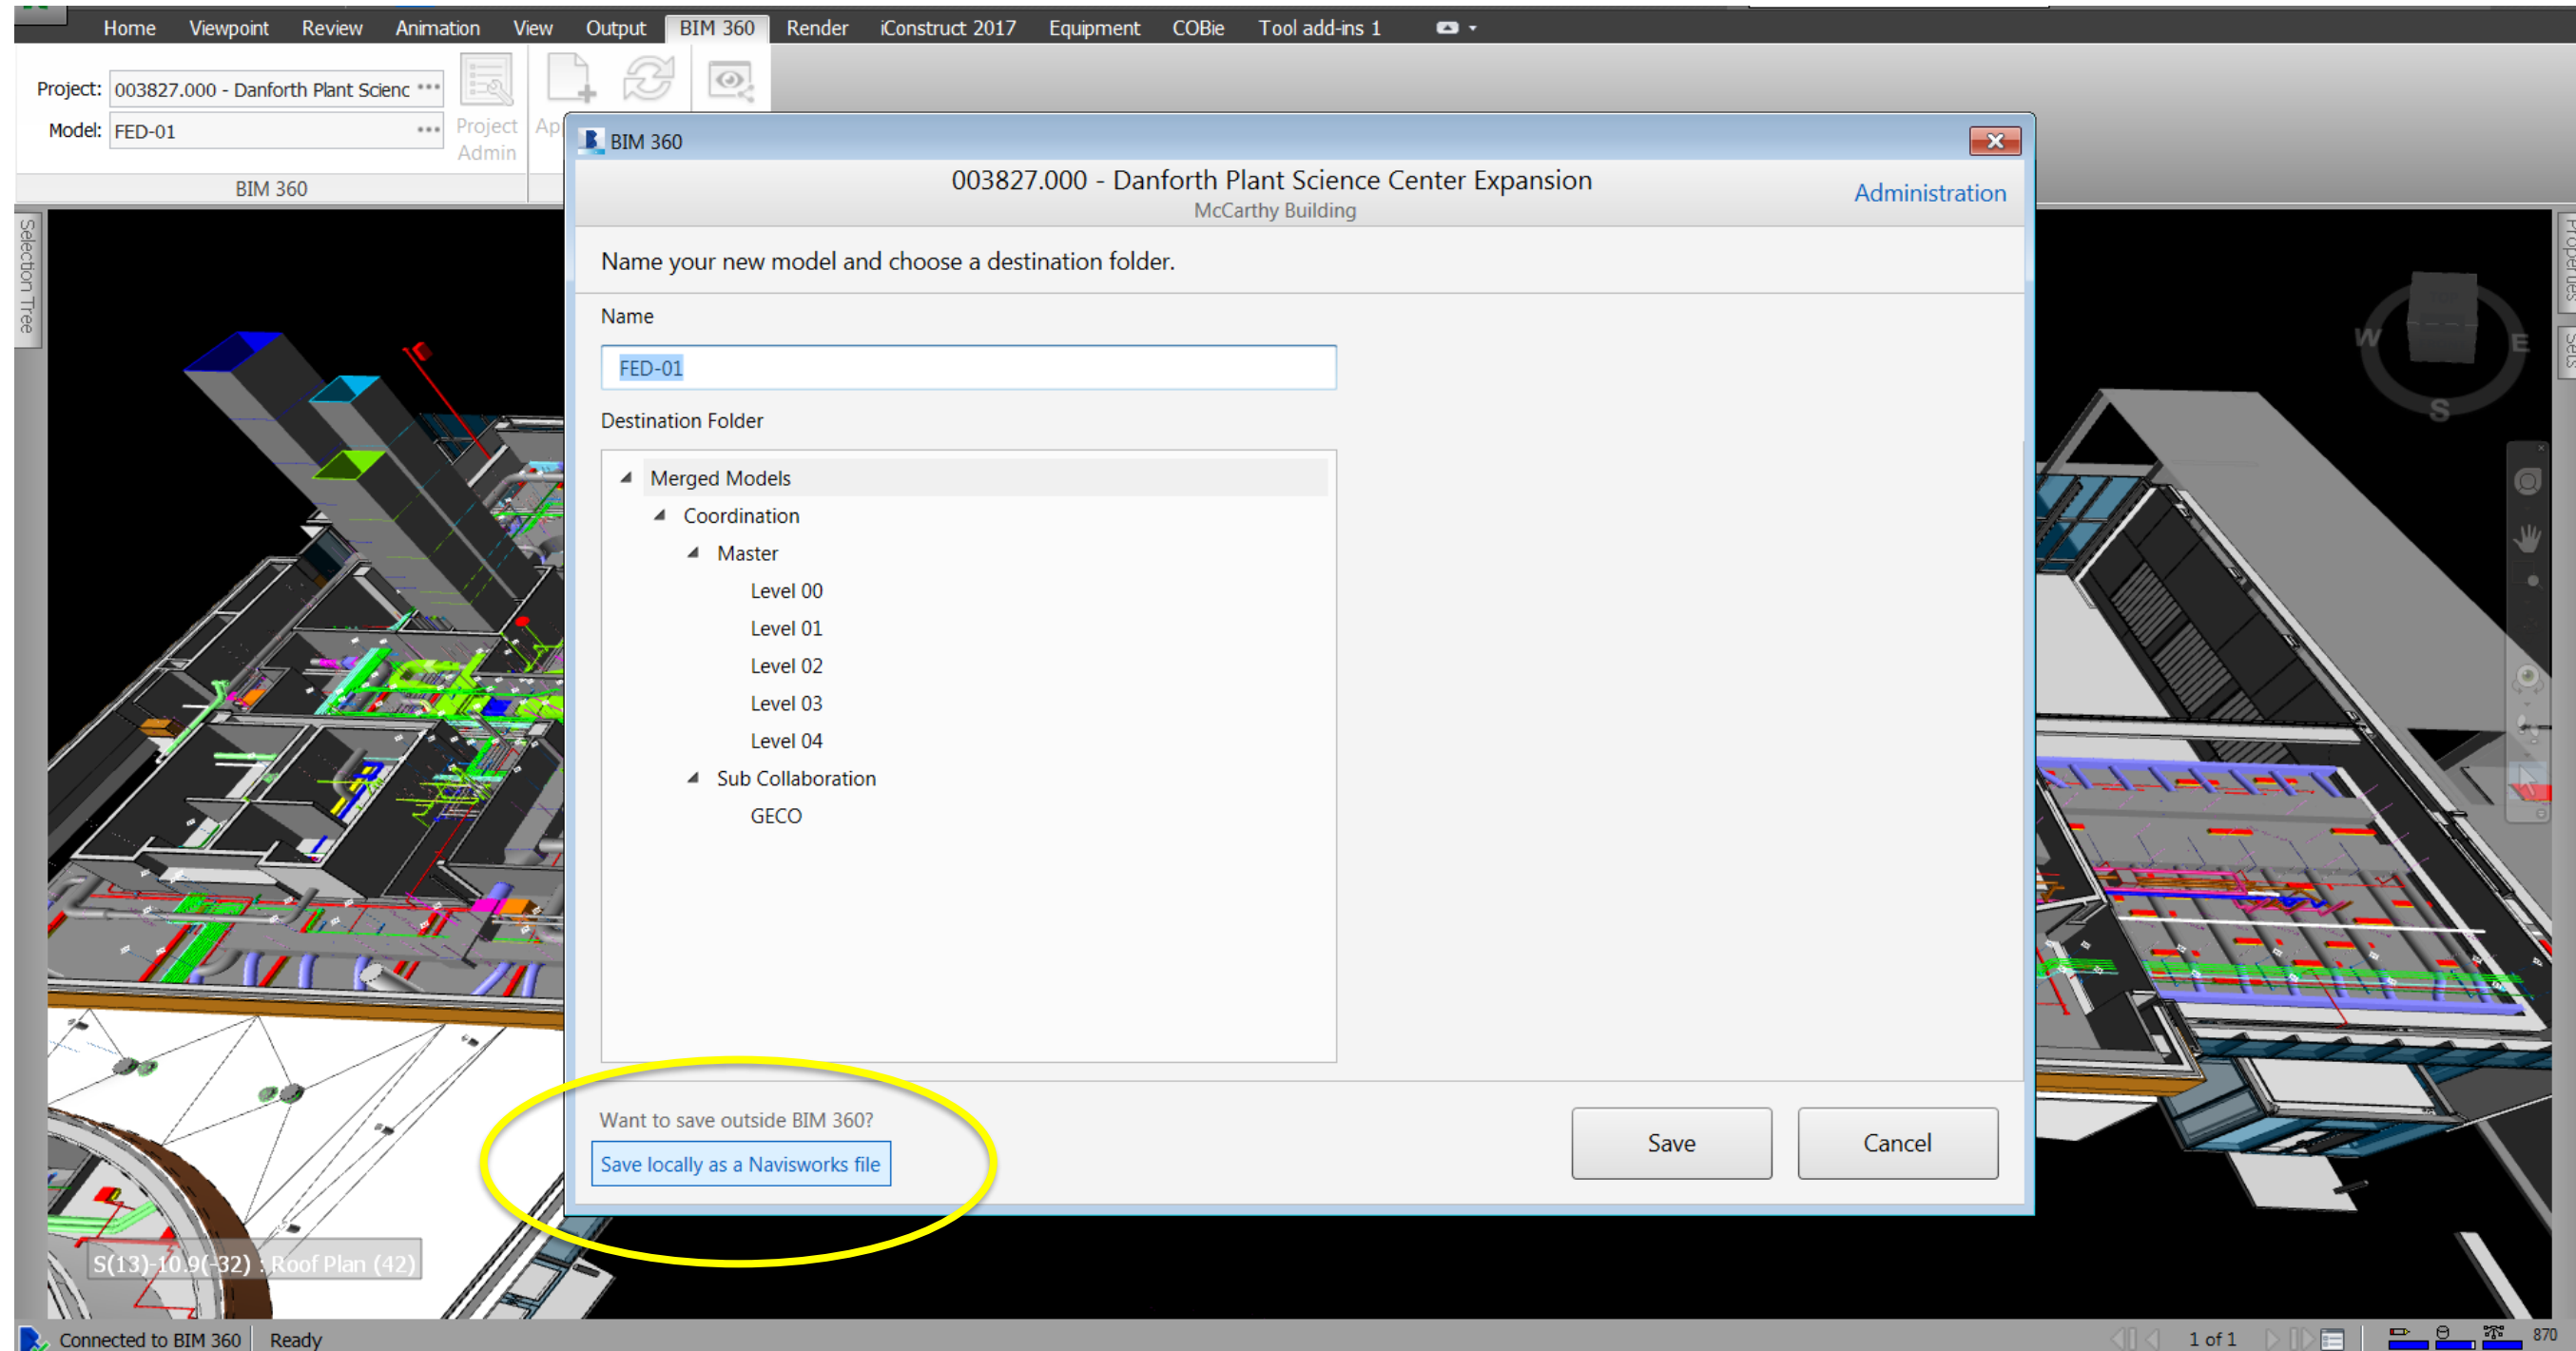 Home Viewpoint Review Animation View Output BIM 360 Render iConstruct 2017 Equipment COBie Tool add-ins 1
Project: 003827.000 - Danforth Plant Scienc
Model: FED-01
Project Admin
Ap
BIM 360
BIM 360
003827.000 - Danforth Plant Science Center Expansion
McCarthy Building
Administration
Name your new model and choose a destination folder.
Name
FED-01
Destination Folder
Merged Models
Coordination
Master
Level 00
Level 01
Level 02
Level 03
Level 04
Sub Collaboration
GECO
Want to save outside BIM 360?
Save locally as a Navisworks file
Save
Cancel
Selection Tree
Properties
Sets
W
E
S
S(13)-10.9(-32) : Roof Plan (42)
Connected to BIM 360 Ready
1 of 1
870